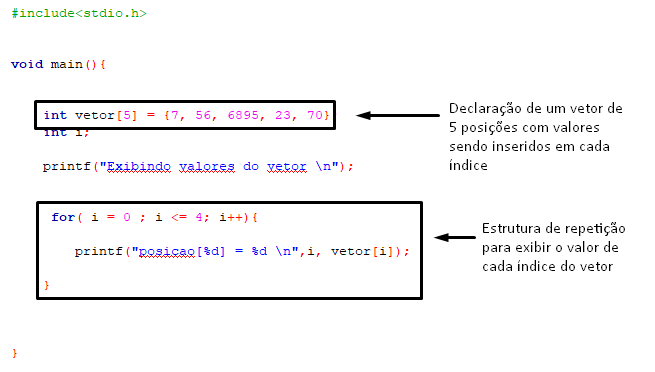 #include<stdio.h>
void main(){
int vetor[5] = {7, 56, 6895, 23, 70}
Declaração de um vetor de
5 posições com valores
sendo inseridos em cada
índice
int i;
printf("Exibindo valores do vetor \n");
for( i = 0 ; i <= 4; i++){
printf("posicao[%d] = %d \n",i, vetor[i]);
}
Estrutura de repetição
para exibir o valor de
cada índice do vetor
}